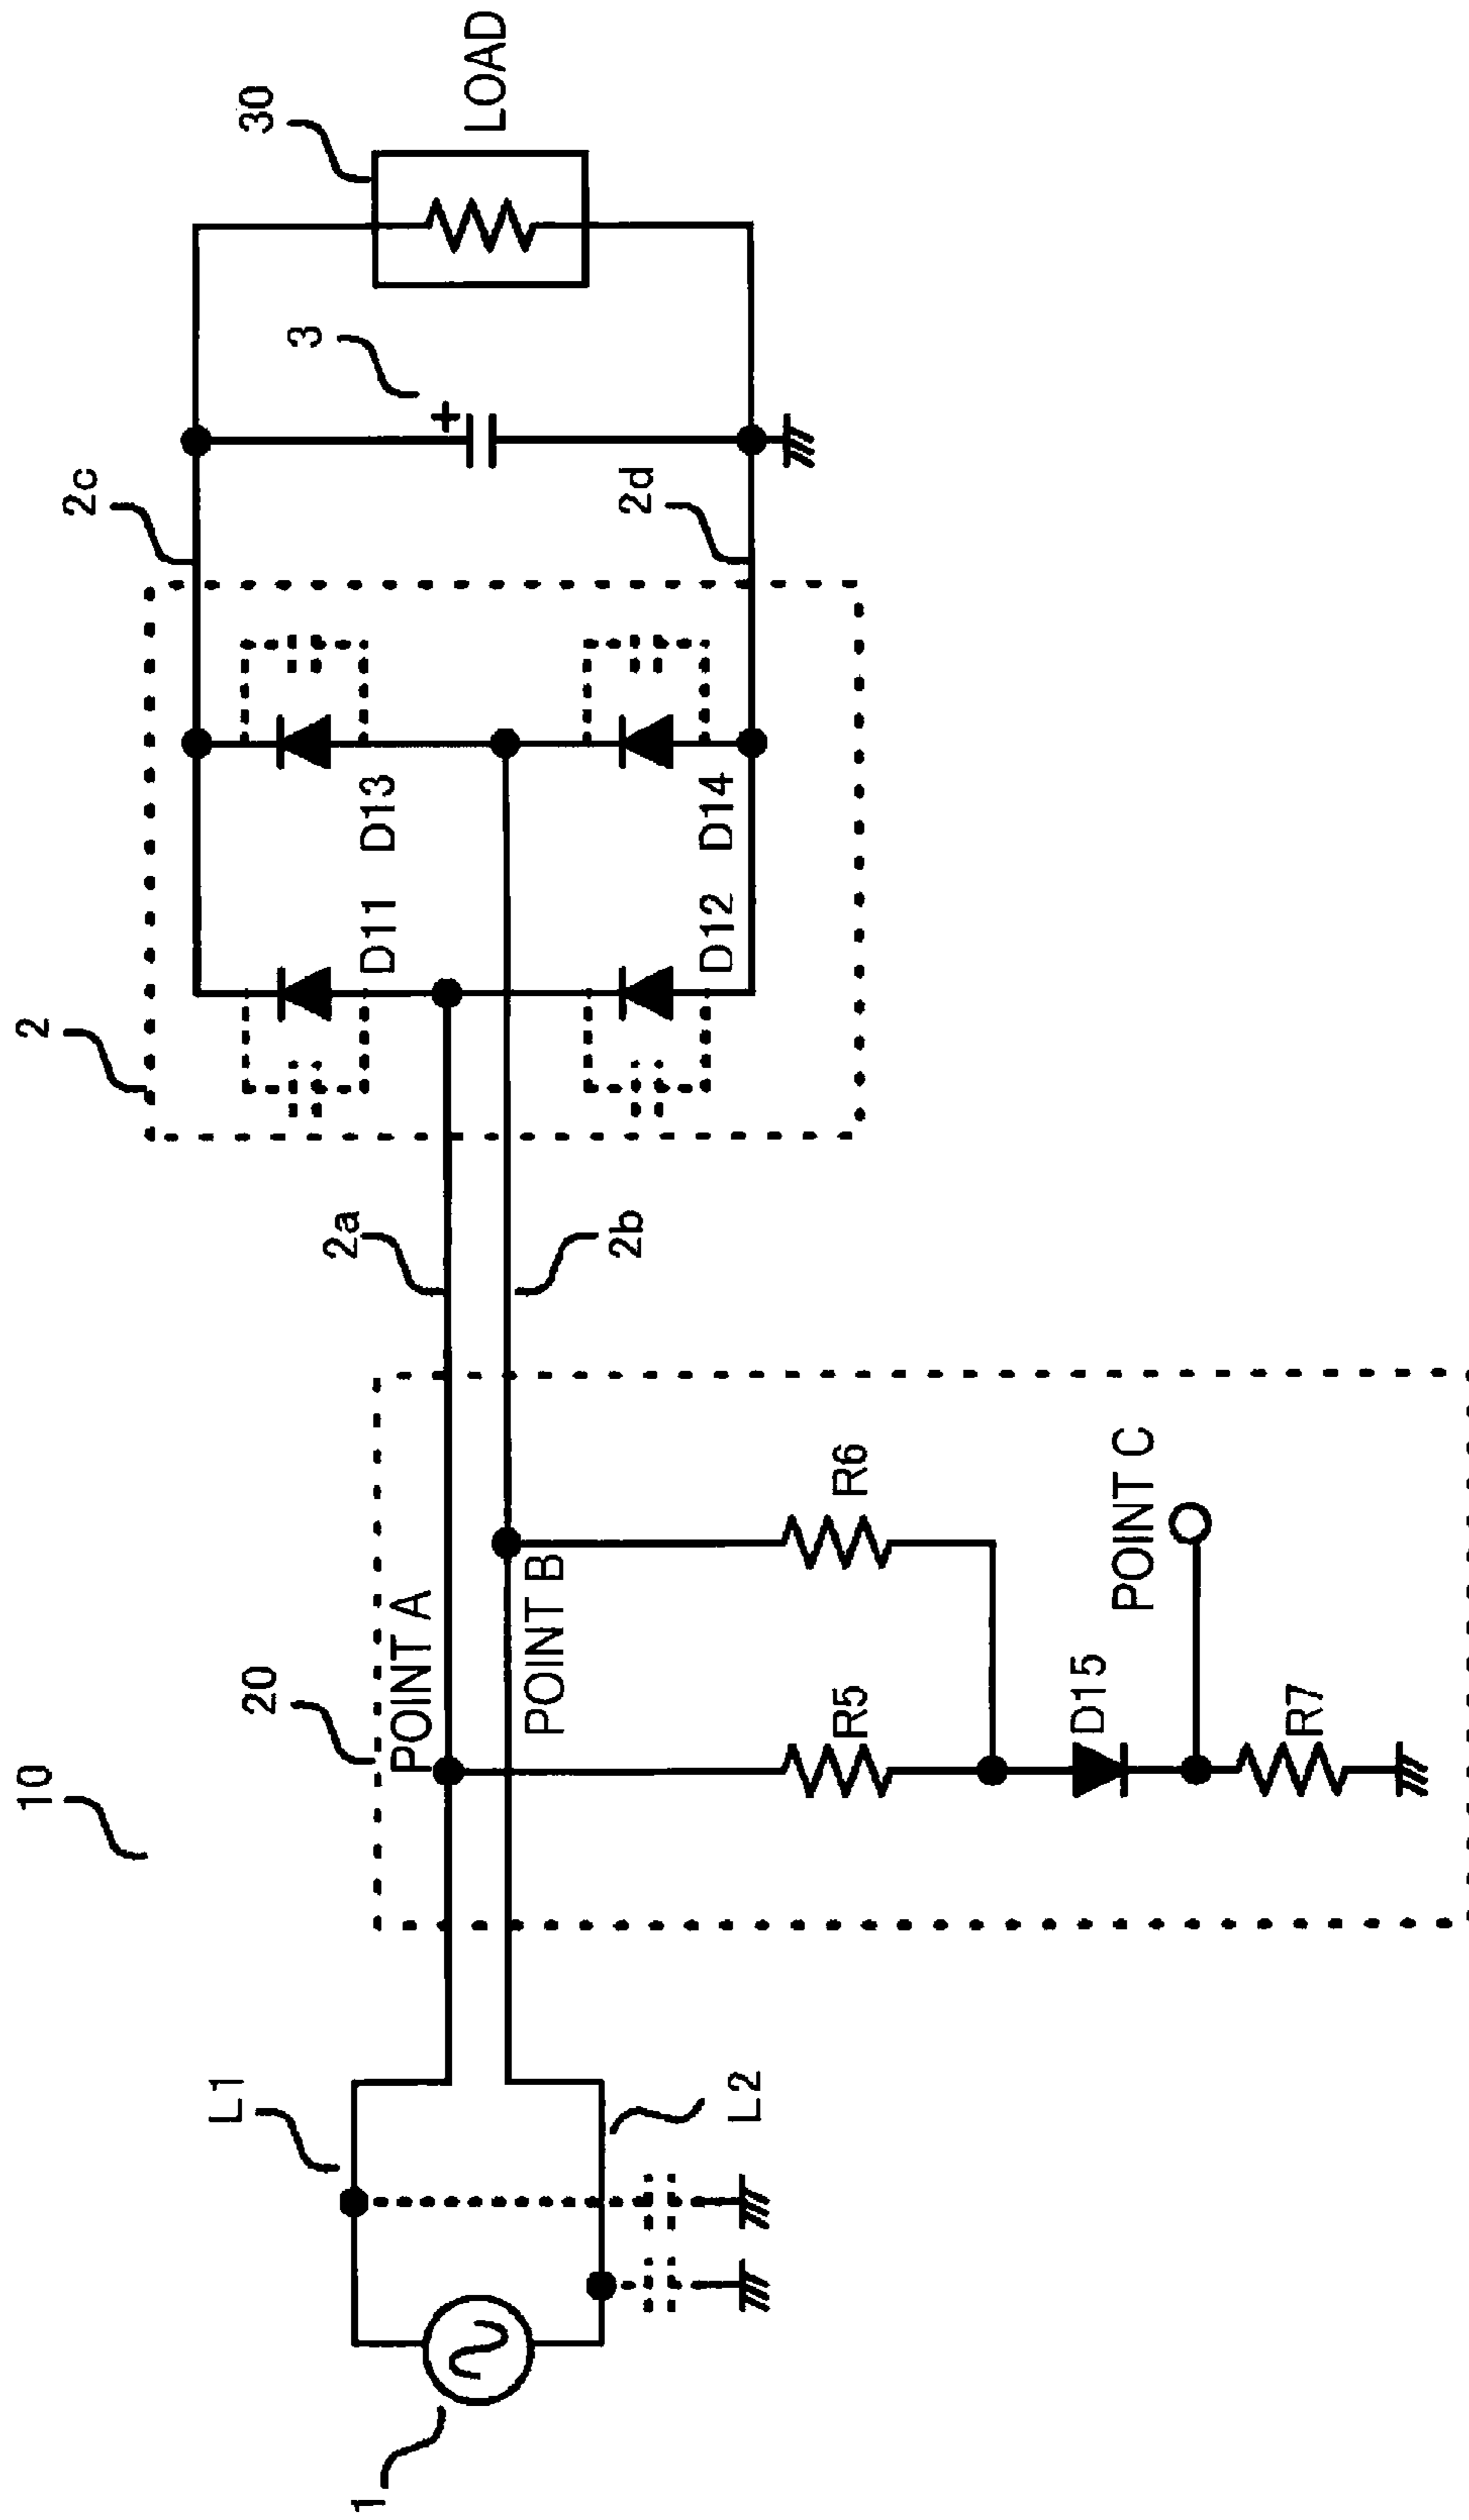 10
1
L1
L2
20
POINT A
POINT B
R5
R6
D15
POINT C
R7
2a
2b
2
D11
D13
D12
D14
2c
2d
3
+
30
LOAD